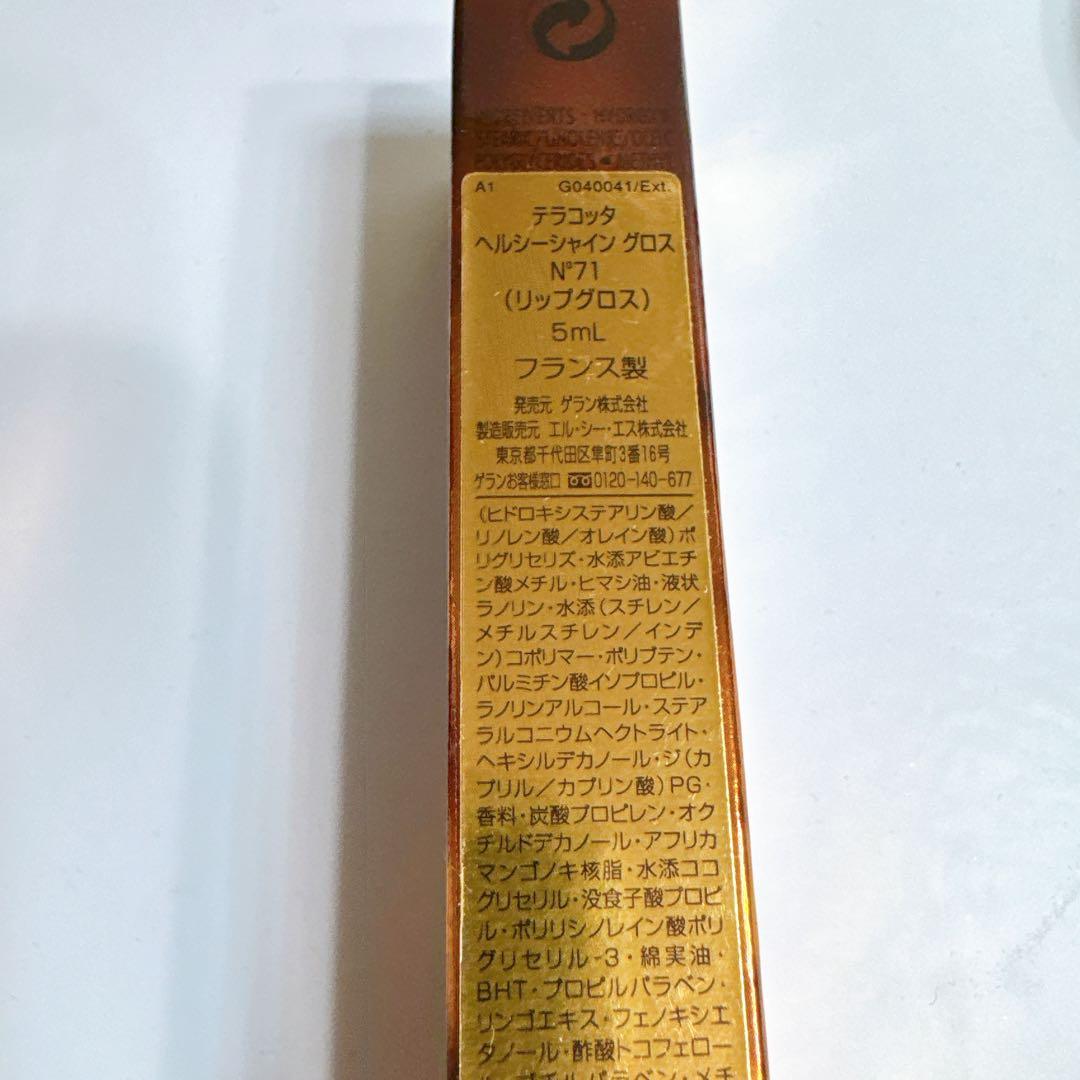 A1 G040041/Ext.
テラコッタ
ヘルシーシャイン グロス
N°71
(リップグロス)
5mL
フランス製
発売元 ゲラン株式会社
製造販売元 エル・シー・エス株式会社
東京都千代田区隼町3番16号
ゲランお客様窓口 0120-140-677
(ヒドロキシステアリン酸/
リノレン酸/オレイン酸)ポ
リグリセリズ・水添アビエチ
ン酸メチル・ヒマシ油・液状
ラノリン・水添(スチレン/
メチルスチレン/インデ
ン)コポリマー・ポリブテン・
パルミチン酸イソプロピル・
ラノリンアルコール・ステア
ラルコニウムヘクトライト・
ヘキシルデカノール・ジ(カ
プリル/カプリン酸)PG・
香料・炭酸プロピレン・オク
チルドデカノール・アフリカ
マンゴノキ核脂・水添ココ
グリセリル・没食子酸プロピ
ル・ポリリシノレイン酸ポリ
グリセリル-3・綿実油・
BHT・プロピルパラベン・
リンゴエキス・フェノキシエ
タノール・酢酸トコフェロー